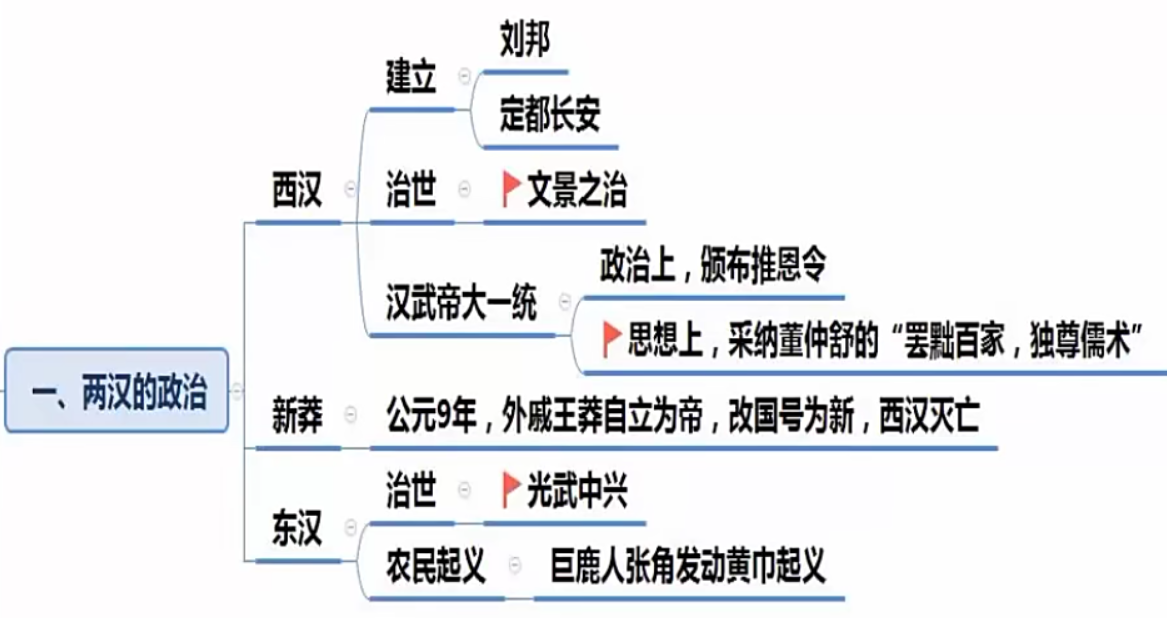 一、两汉的政治
西汉
建立
刘邦
定都长安
治世
文景之治
汉武帝大一统
政治上，颁布推恩令
思想上，采纳董仲舒的“罢黜百家，独尊儒术”
新莽
公元9年，外戚王莽自立为帝，改国号为新，西汉灭亡
东汉
治世
光武中兴
农民起义
巨鹿人张角发动黄巾起义